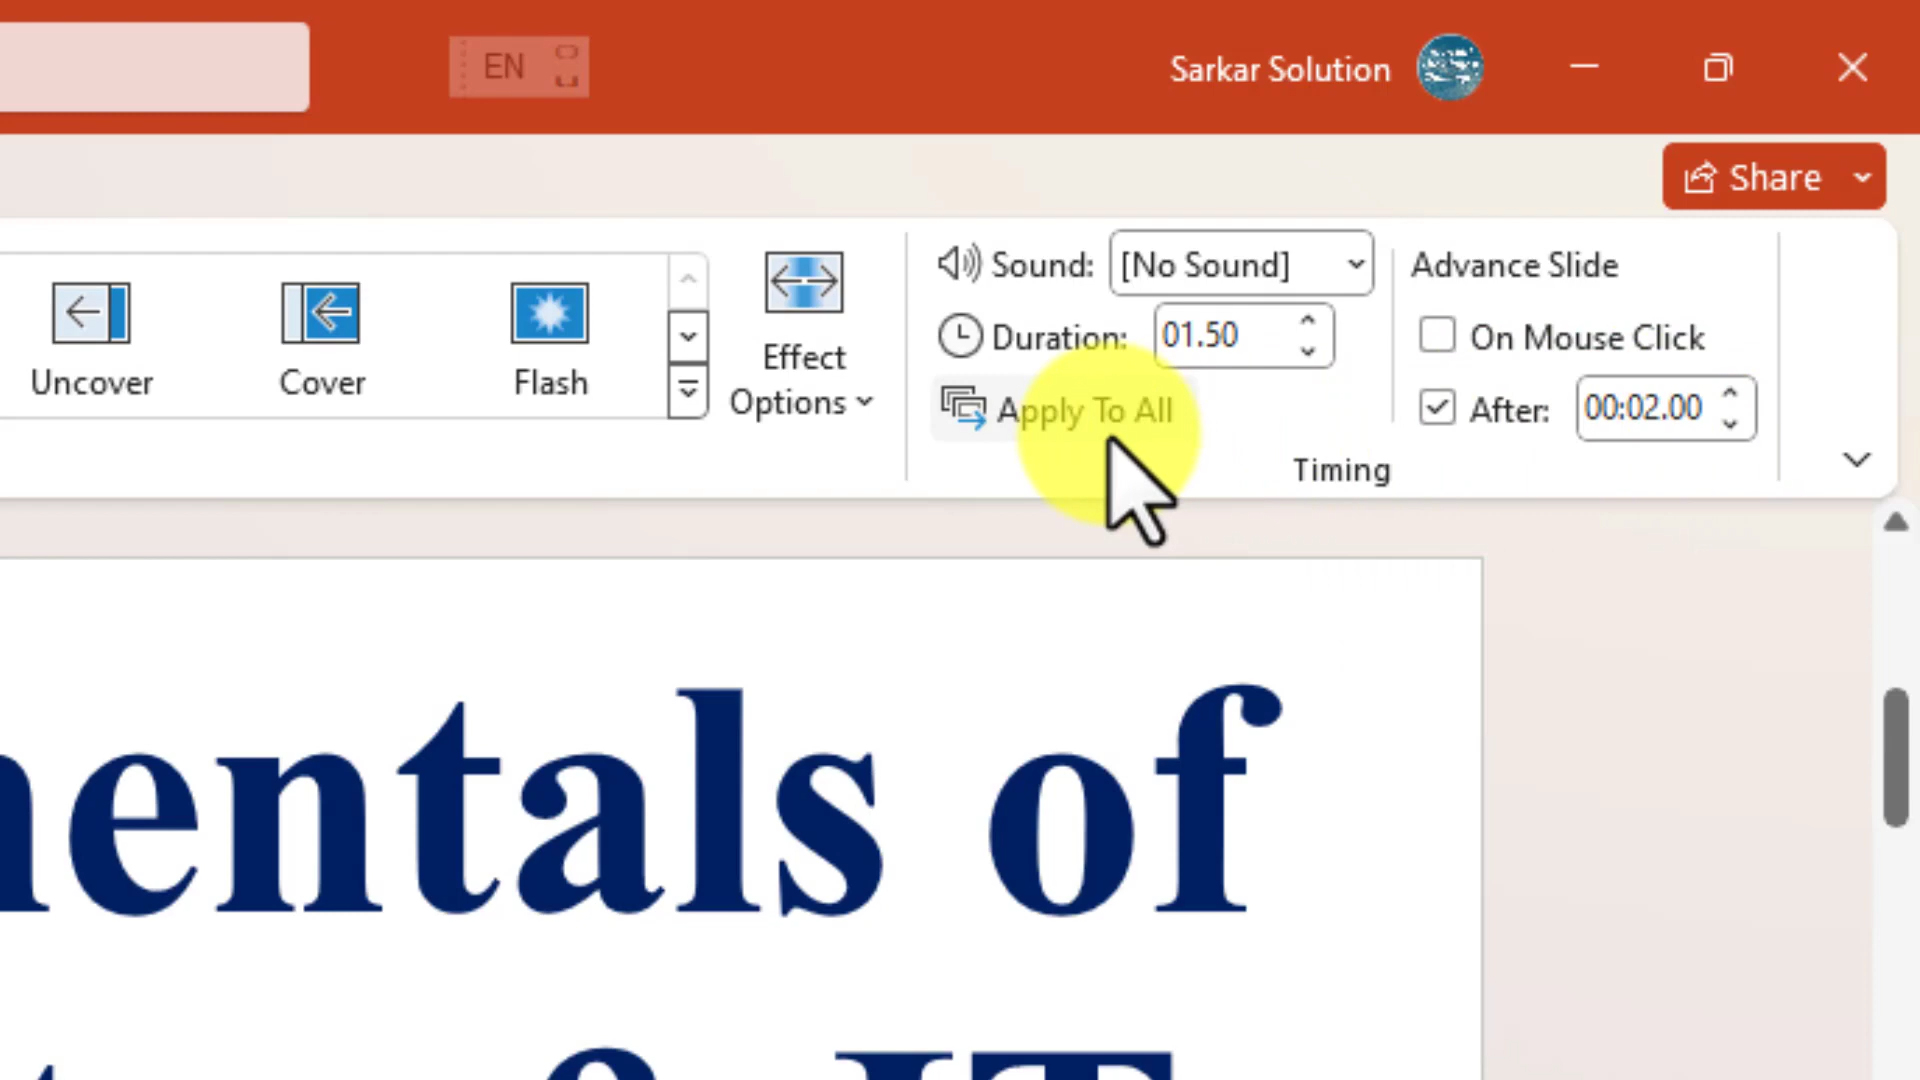 EN
Sarkar Solution
Share
Uncover
Cover
Flash
Effect
Options
Sound: [No Sound]
Duration: 01.50
Apply To All
Advance Slide
On Mouse Click
After: 00:02.00
Timing
entals of
& IT